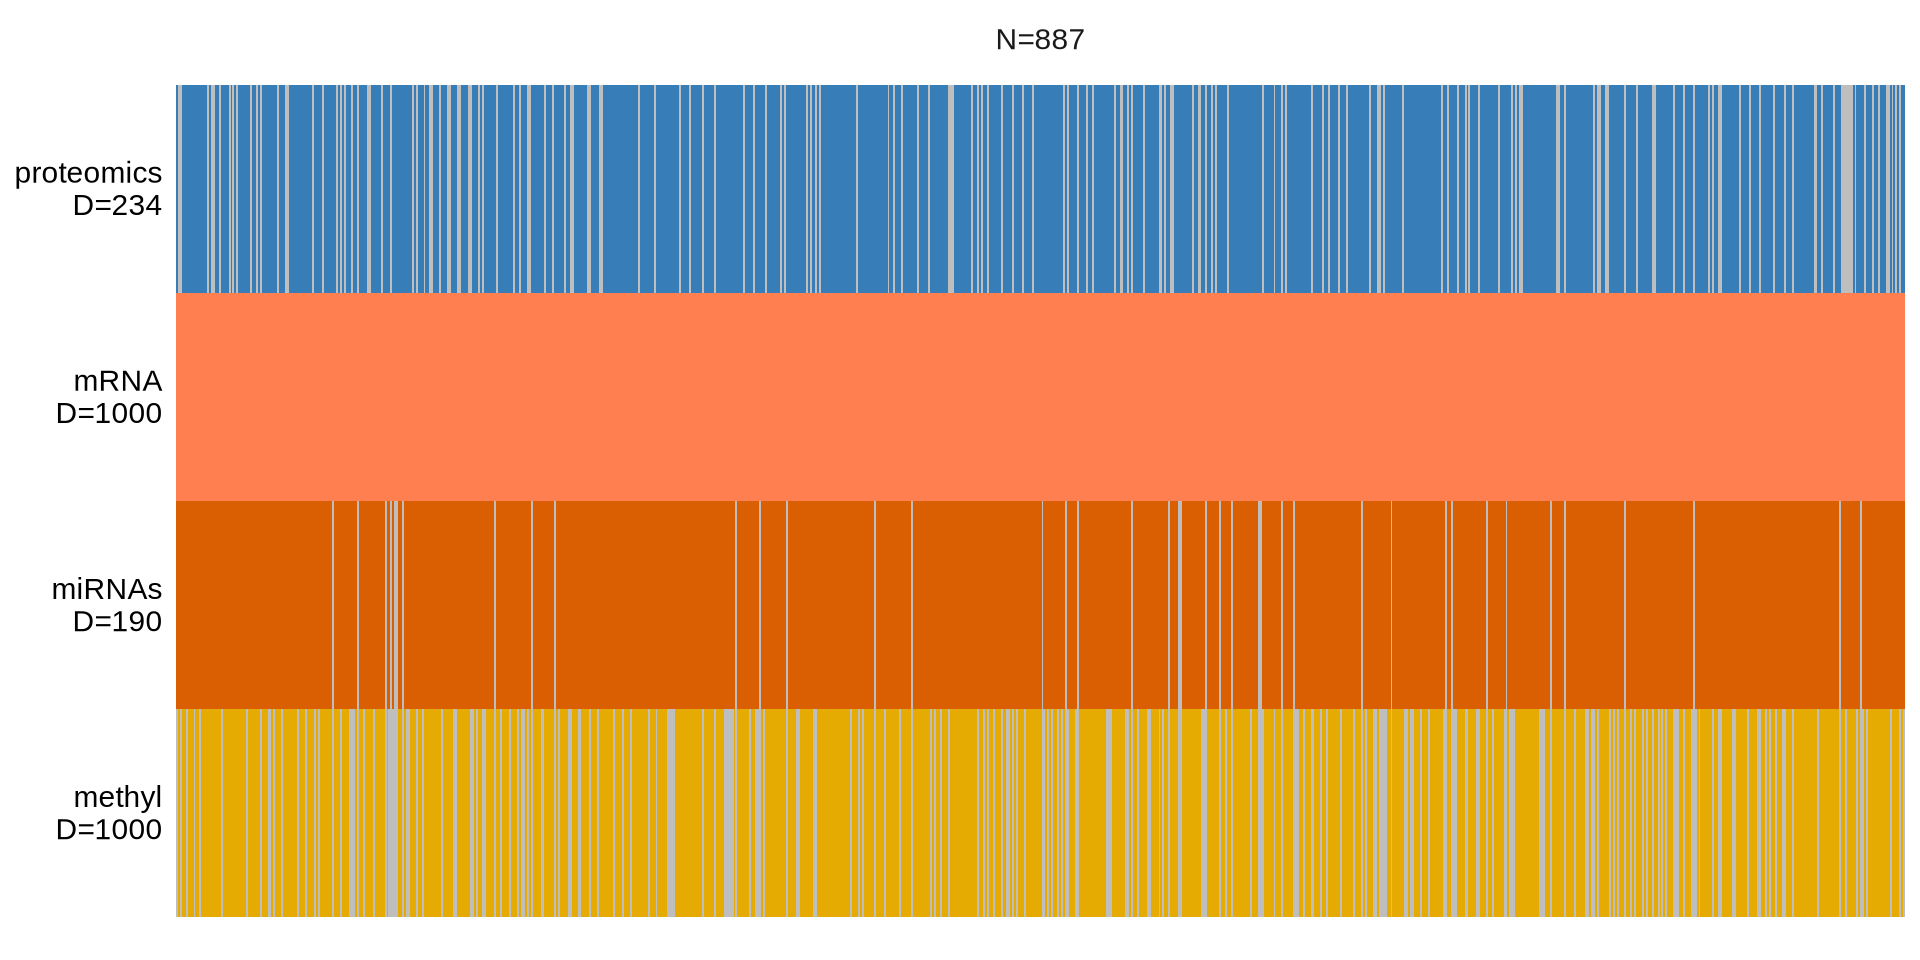 N=887
proteomics
D=234
mRNA
D=1000
miRNAs
D=190
methyl
D=1000